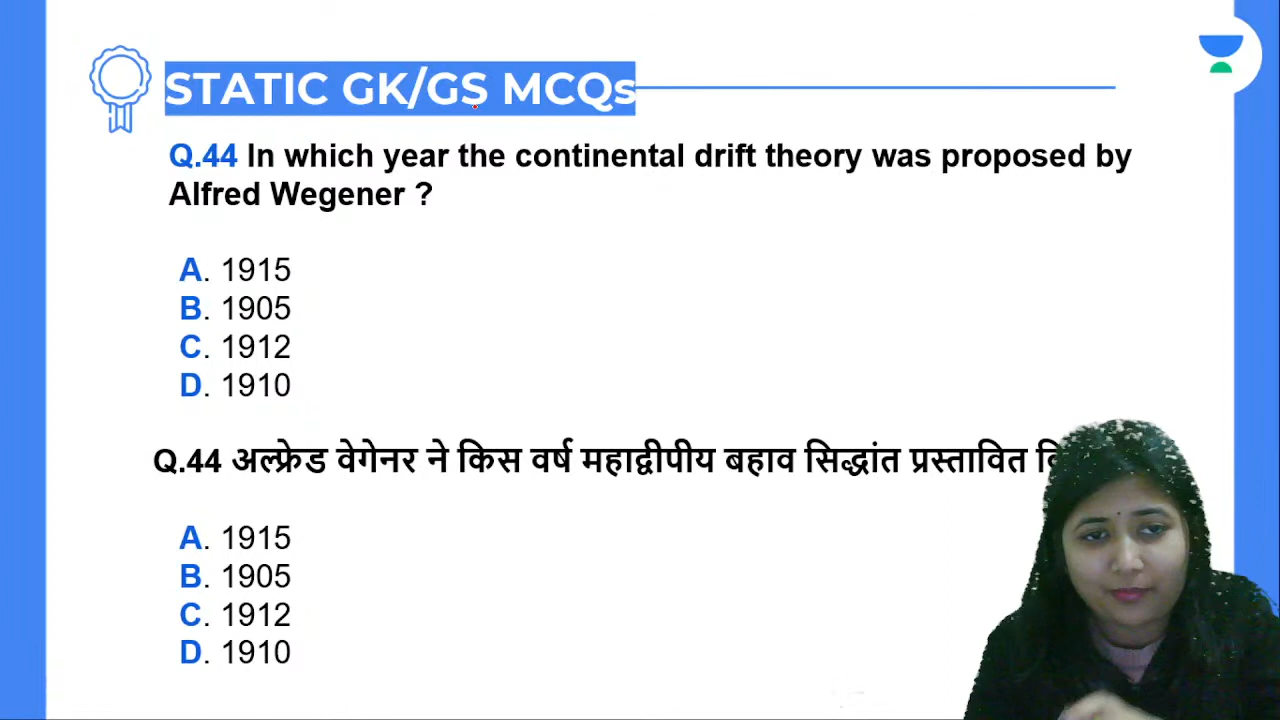 STATIC GK/GS MCQs
Q.44 In which year the continental drift theory was proposed by
Alfred Wegener ?
A. 1915
B. 1905
C. 1912
D. 1910
Q.44 अल्फ्रेड वेगेनर ने किस वर्ष महाद्वीपीय बहाव सिद्धांत प्रस्तावित
A. 1915
B. 1905
C. 1912
D. 1910